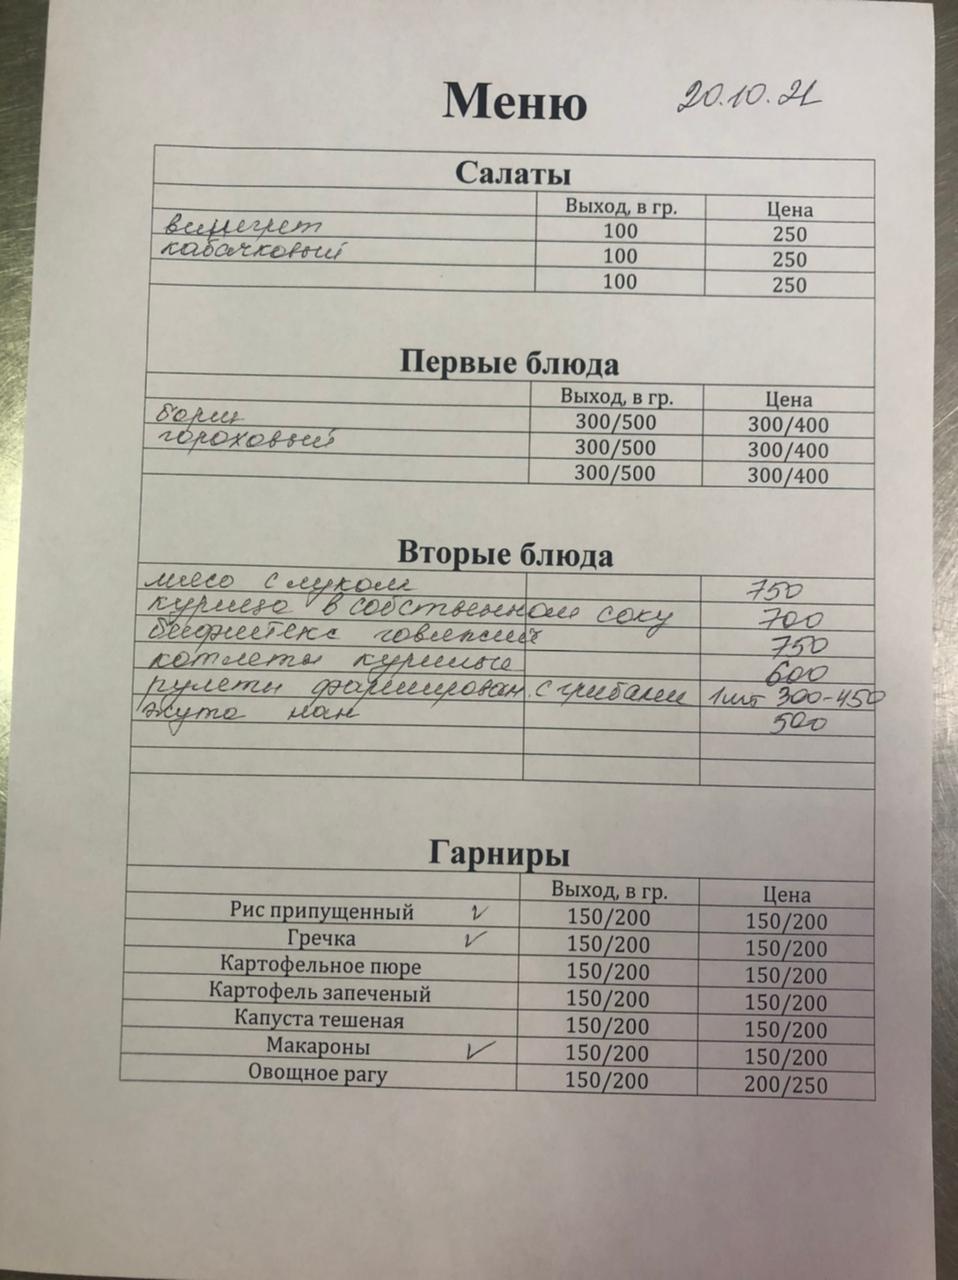 Меню 20.10.21
Салаты
Выход, в гр. Цена
винегрет 100 250
кабачковый 100 250
100 250
Первые блюда
Выход, в гр. Цена
борщ 300/500 300/400
гороховый 300/500 300/400
300/500 300/400
Вторые блюда
мясо с луком 750
курица в собственном соку 700
бифштекс говяжий 750
котлеты куриные 600
рулеты фарширован. с грибами 1шт 300-450
жута нан 500
Гарниры
Выход, в гр. Цена
Рис припущенный ✓ 150/200 150/200
Гречка ✓ 150/200 150/200
Картофельное пюре 150/200 150/200
Картофель запеченый 150/200 150/200
Капуста тешеная 150/200 150/200
Макароны ✓ 150/200 150/200
Овощное рагу 150/200 200/250